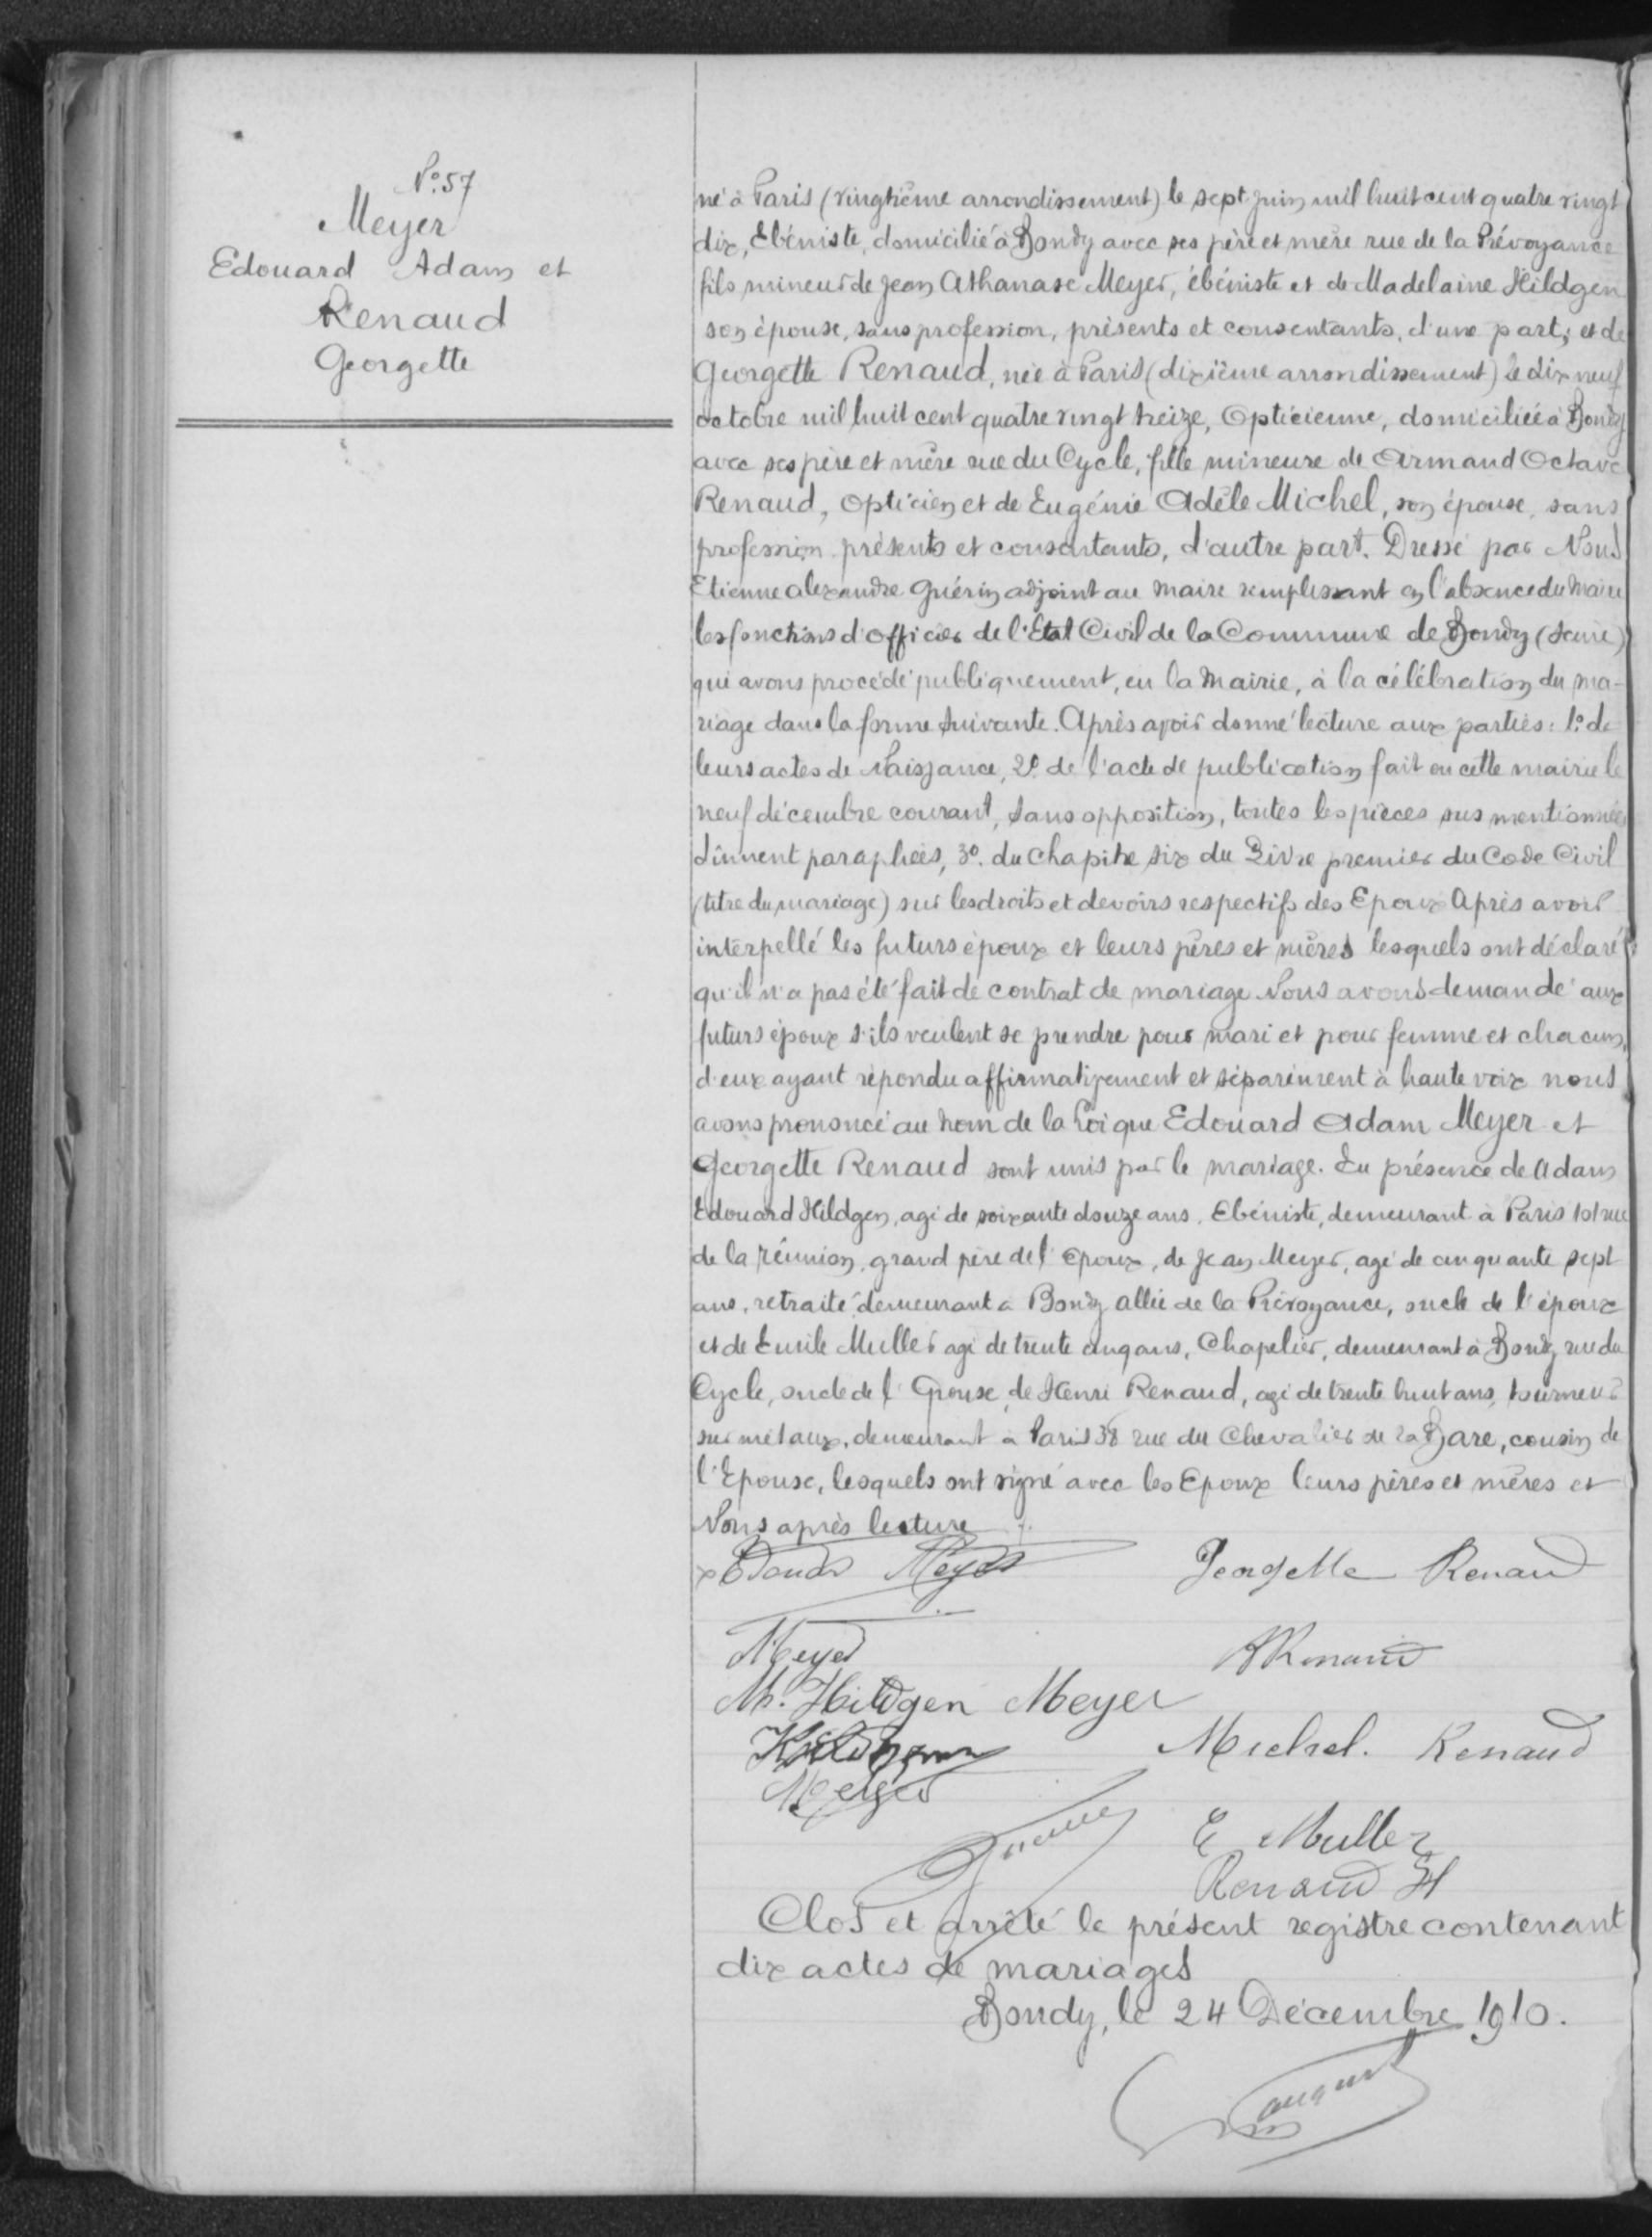 N° 57
Meyer
Edouard Adam et
Renaud
Georgette
né à Paris (vingtième arrondissement) le sept juin mil huit cent quatre vingt
dix, Ebéniste, domicilié à Bondy avec ses père et mère rue de la Prévoyance
fils mineur de Jean Athanase Meyer, ébéniste et de Madelaine Hildgen
son épouse, sans profession, présents et consentants, d'une part; et de
Georgette Renaud, née à Paris (dixième arrondissement) le dix neuf
octobre mil huit cent quatre vingt treize, Opticienne, domiciliée à Bondy
avec ses père et mère rue du Cycle, fille mineure de Armand Octave
Renaud, Opticien et de Eugénie Adèle Michel, son épouse, sans
profession présents et consentants, d'autre part. Dressé par Nous
Etienne Alexandre Guérin adjoint au Maire remplissant en l'absence du Maire
les fonctions d'officier de l'Etat Civil de la Commune de Bondy (Seine)
qui avons procédé publiquement, en la Mairie, à la célébration du ma-
riage dans la forme suivante. Après avoir donné lecture aux parties: 1° de
leurs actes de Naissance, 2° de l'acte de publication fait en cette mairie le
neuf décembre courant, sans opposition, toutes les pièces sus mentionnées
dûment paraphées, 3° du chapitre six du Livre premier du Code Civil
(titre du mariage) sur les droits et devoirs respectifs des Epoux Après avoir
interpellé les futurs époux et leurs pères et mères lesquels ont déclaré
qu'il n'a pas été fait de contrat de mariage Nous avons demandé aux
futurs époux s'ils veulent se prendre pour mari et pour femme et chacun
d'eux ayant répondu affirmativement et séparément à haute voix nous
avons prononcé au nom de la Loi que Edouard Adam Meyer et
Georgette Renaud sont unis par le mariage. En présence de Adam
Edouard Hildgen, agé de soixante douze ans, Ebéniste, demeurant à Paris 101 rue
de la réunion, grand père de l'époux, de Jean Meyer, agé de cinquante sept
ans, retraité demeurant à Bondy allée de la Prévoyance, oncle de l'époux
et de Emile Muller agé de trente cinq ans, Chapelier, demeurant à Bondy rue du
Cycle, oncle de l'Epouse, de Henri Renaud, agé de trente huit ans, tourneur
sur métaux, demeurant à Paris 38 rue du Chevalier de la Bare, cousin de
l'Epouse, lesquels ont signé avec les Epoux leurs pères et mères et
Nous après lecture
Edouard Meyer
Georgette Renaud
Meyer
A Renaud
M. Hildgen Meyer
Hildgen
Michel. Renaud
Meyer
Guérin
E Muller
Renaud H
Clos et arrêté le présent registre contenant
dix actes de mariages
Bondy, le 24 Décembre 1910.